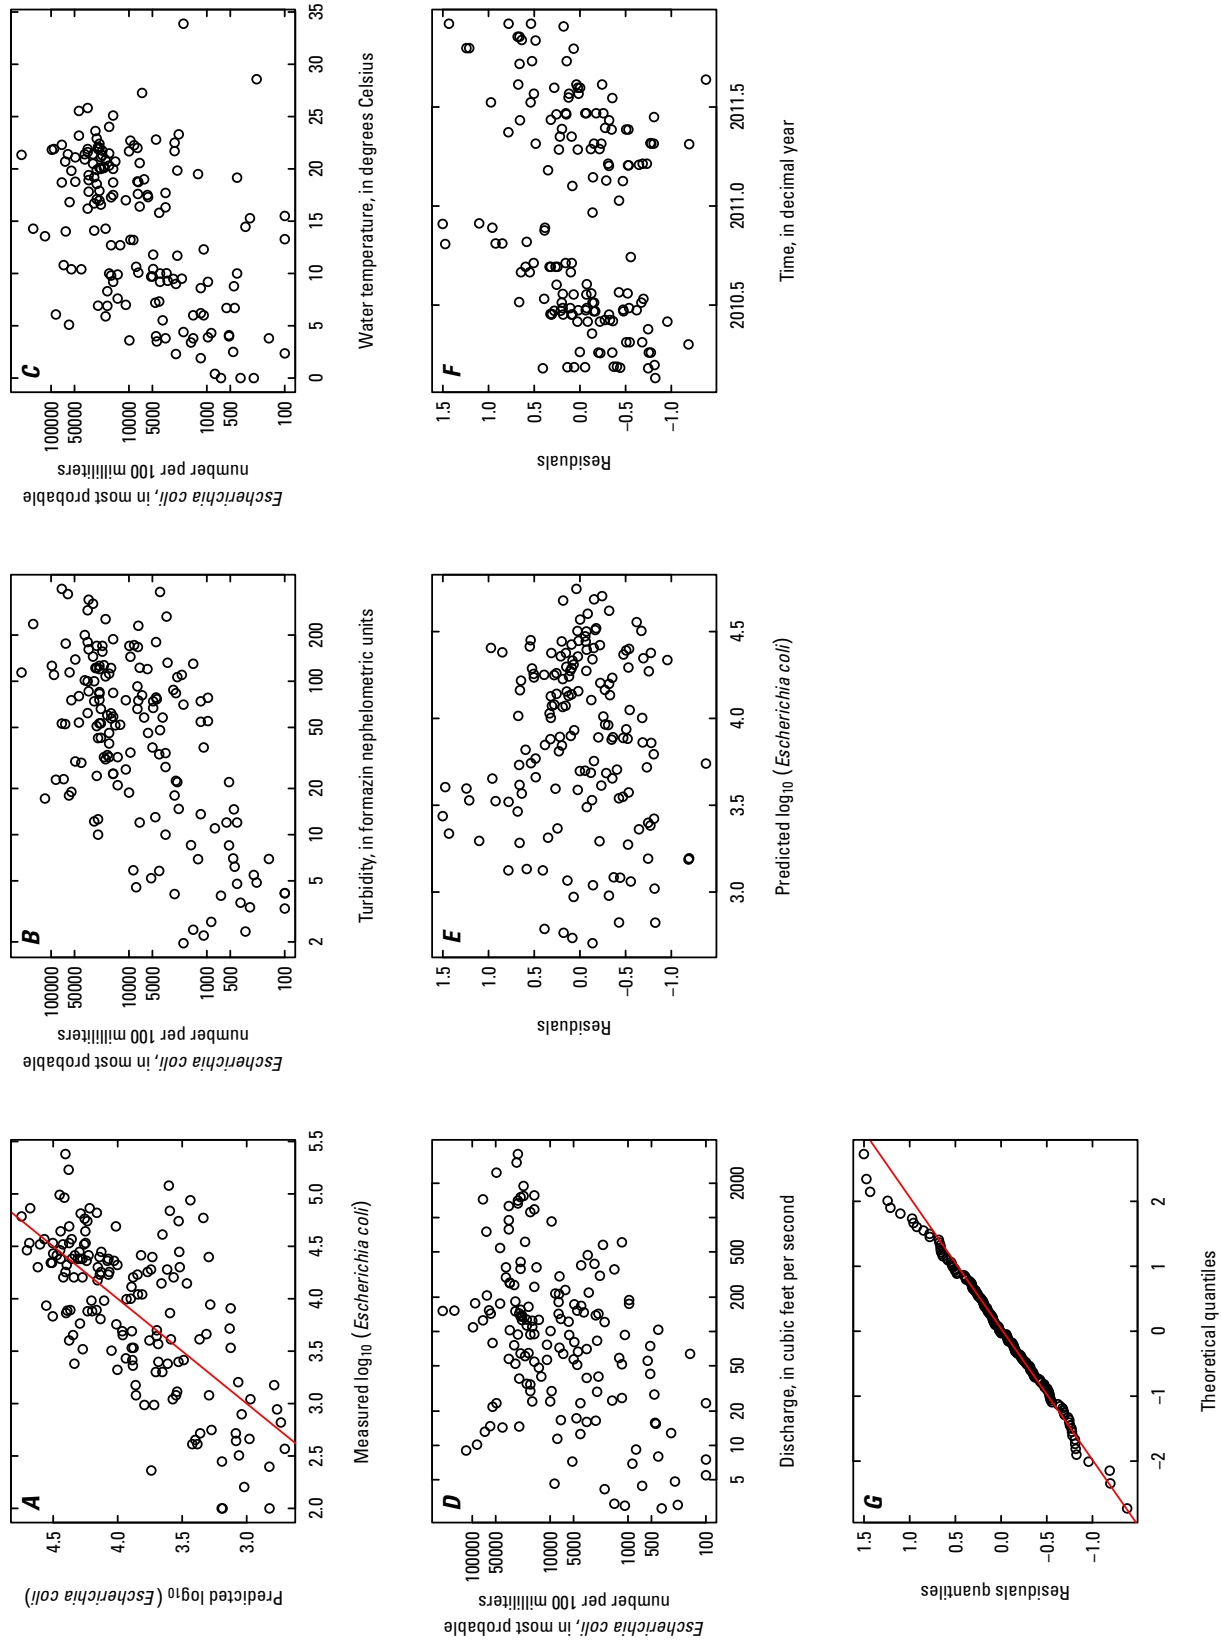 A
Predicted log₁₀ (Escherichia coli)
4.5
4.0
3.5
3.0
2.0 2.5 3.0 3.5 4.0 4.5 5.0 5.5
Measured log₁₀ (Escherichia coli)
B
Escherichia coli, in most probable
number per 100 milliliters
100000
50000
10000
5000
1000
500
100
2 5 10 20 50 100 200
Turbidity, in formazin nephelometric units
C
Escherichia coli, in most probable
number per 100 milliliters
100000
50000
10000
5000
1000
500
100
0 5 10 15 20 25 30 35
Water temperature, in degrees Celsius
D
Escherichia coli, in most probable
number per 100 milliliters
100000
50000
10000
5000
1000
500
100
5 10 20 50 100 200 500 2000
Discharge, in cubic feet per second
E
Residuals
1.5
1.0
0.5
0.0
−0.5
−1.0
3.0 3.5 4.0 4.5
Predicted log₁₀ (Escherichia coli)
F
Residuals
1.5
1.0
0.5
0.0
−0.5
−1.0
2010.5 2011.0 2011.5
Time, in decimal year
G
Residuals quantiles
1.5
1.0
0.5
0.0
−0.5
−1.0
−2 −1 0 1 2
Theoretical quantiles